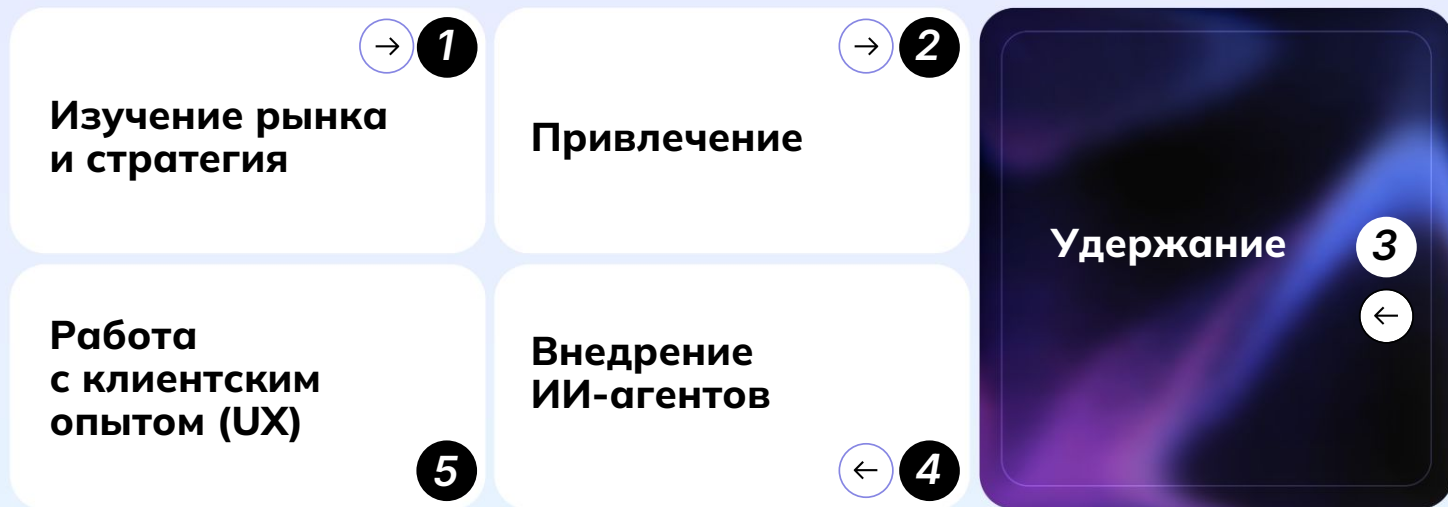 1
Изучение рынка
и стратегия
2
Привлечение
Удержание
3
Внедрение
ИИ-агентов
4
Работа
с клиентским
опытом (UX)
5